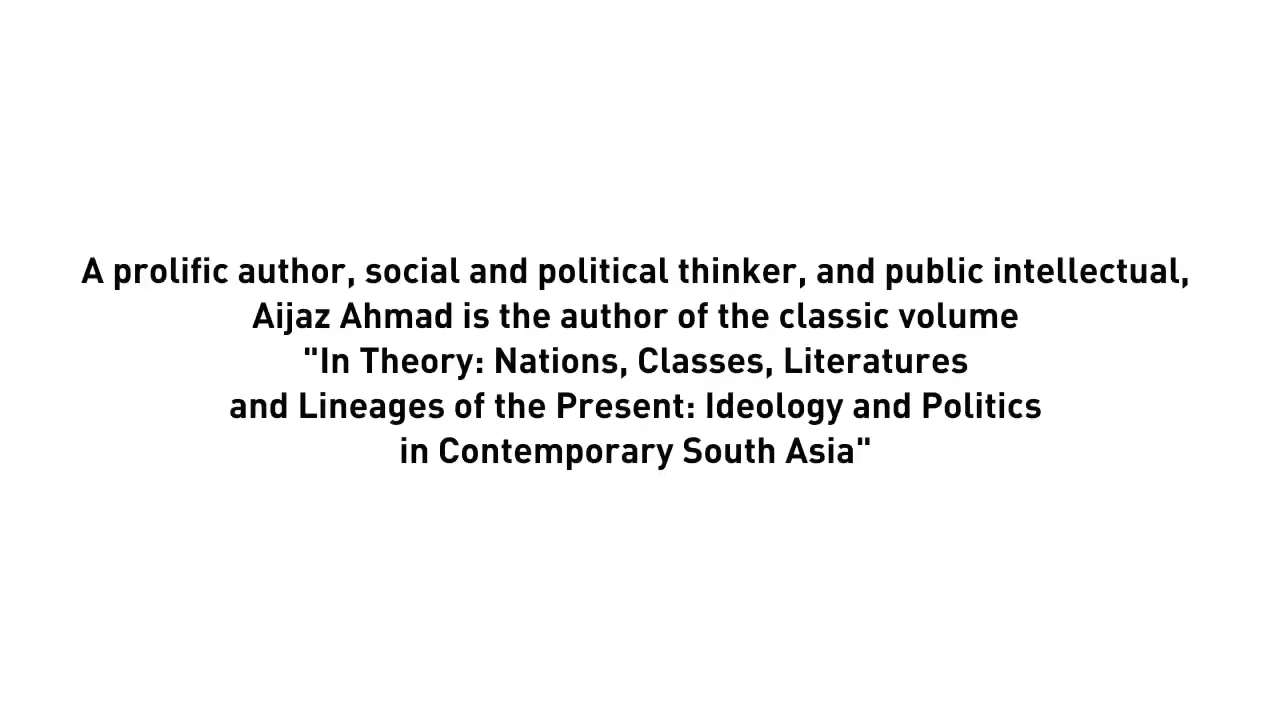 A prolific author, social and political thinker, and public intellectual,
Aijaz Ahmad is the author of the classic volume
"In Theory: Nations, Classes, Literatures
and Lineages of the Present: Ideology and Politics
in Contemporary South Asia"